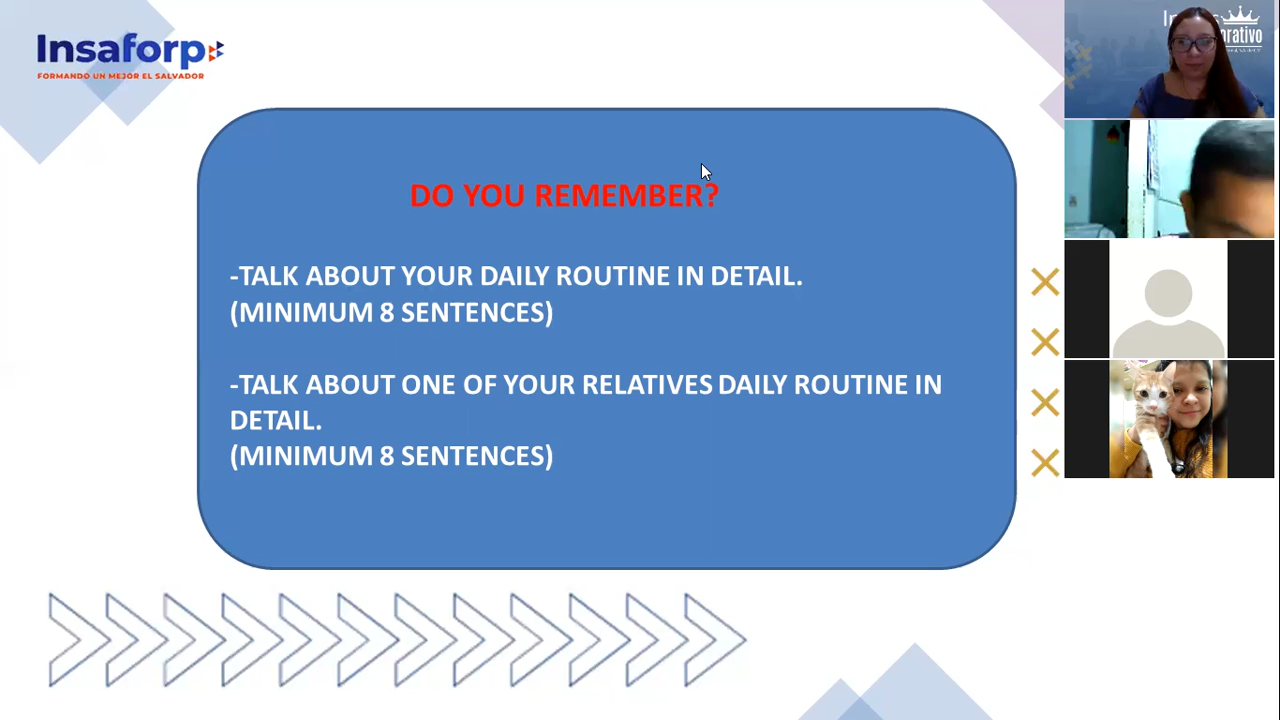 Insaforp
FORMANDO UN MEJOR EL SALVADOR
DO YOU REMEMBER?
-TALK ABOUT YOUR DAILY ROUTINE IN DETAIL.
(MINIMUM 8 SENTENCES)
-TALK ABOUT ONE OF YOUR RELATIVES DAILY ROUTINE IN
DETAIL.
(MINIMUM 8 SENTENCES)